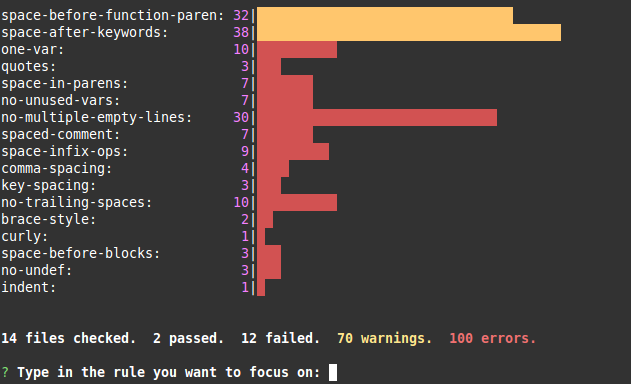 space-before-function-paren: 32|
space-after-keywords: 38|
one-var: 10|
quotes: 3|
space-in-parens: 7|
no-unused-vars: 7|
no-multiple-empty-lines: 30|
spaced-comment: 7|
space-infix-ops: 9|
comma-spacing: 4|
key-spacing: 3|
no-trailing-spaces: 10|
brace-style: 2|
curly: 1|
space-before-blocks: 3|
no-undef: 3|
indent: 1|
14 files checked. 2 passed. 12 failed. 70 warnings. 100 errors.
? Type in the rule you want to focus on: